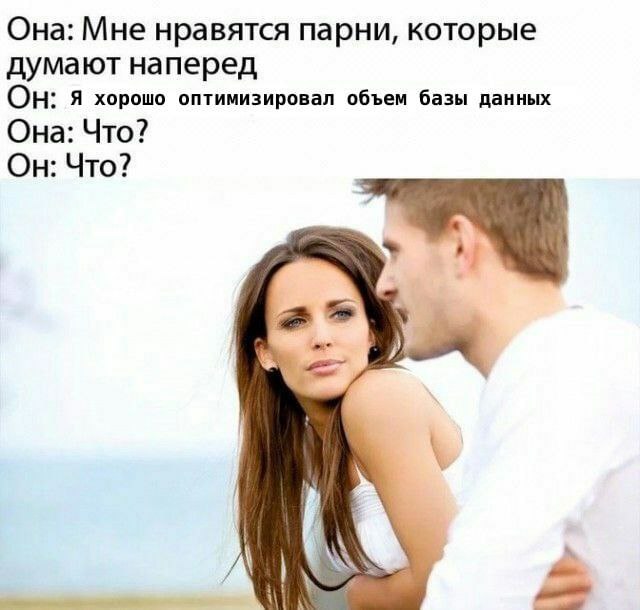 Она: Мне нравятся парни, которые
думают наперед
Он: Я хорошо оптимизировал объем базы данных
Она: Что?
Он: Что?